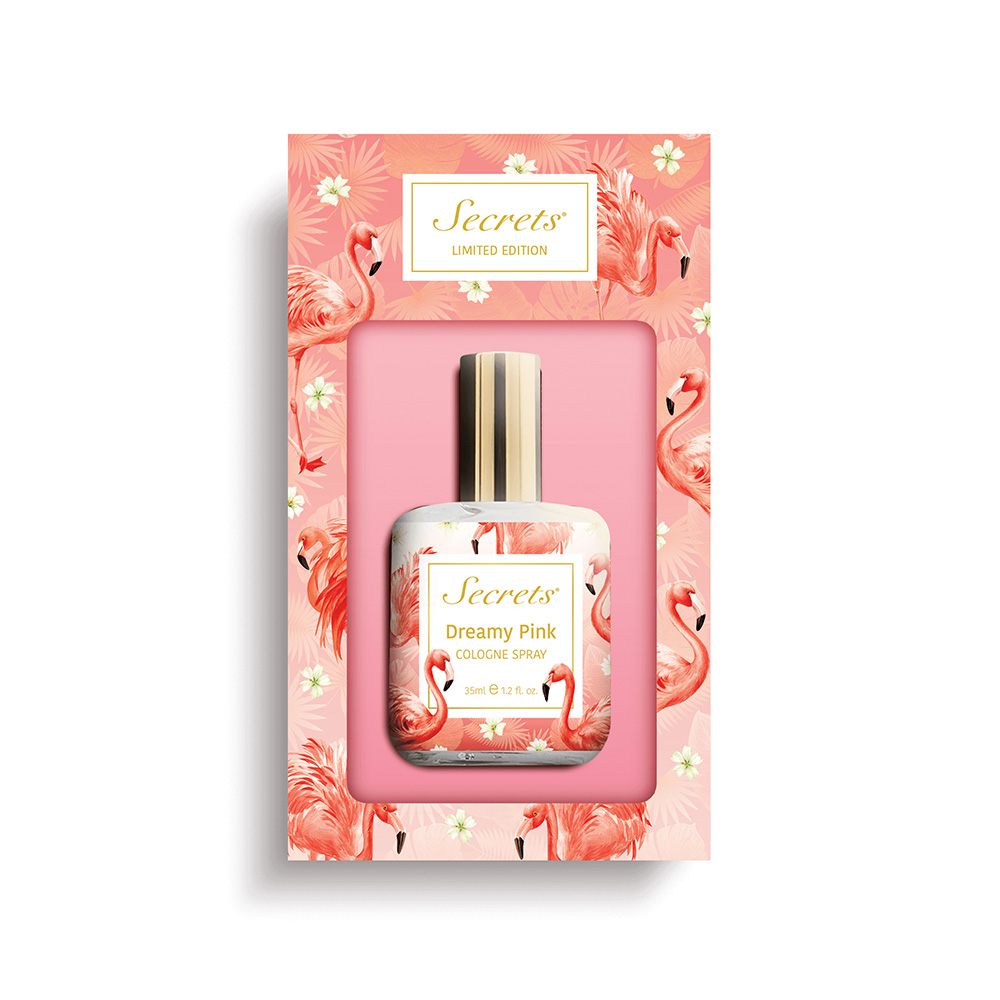 Secrets®
LIMITED EDITION
Secrets®
Dreamy Pink
COLOGNE SPRAY
35ml ℮ 1.2 fl. oz.